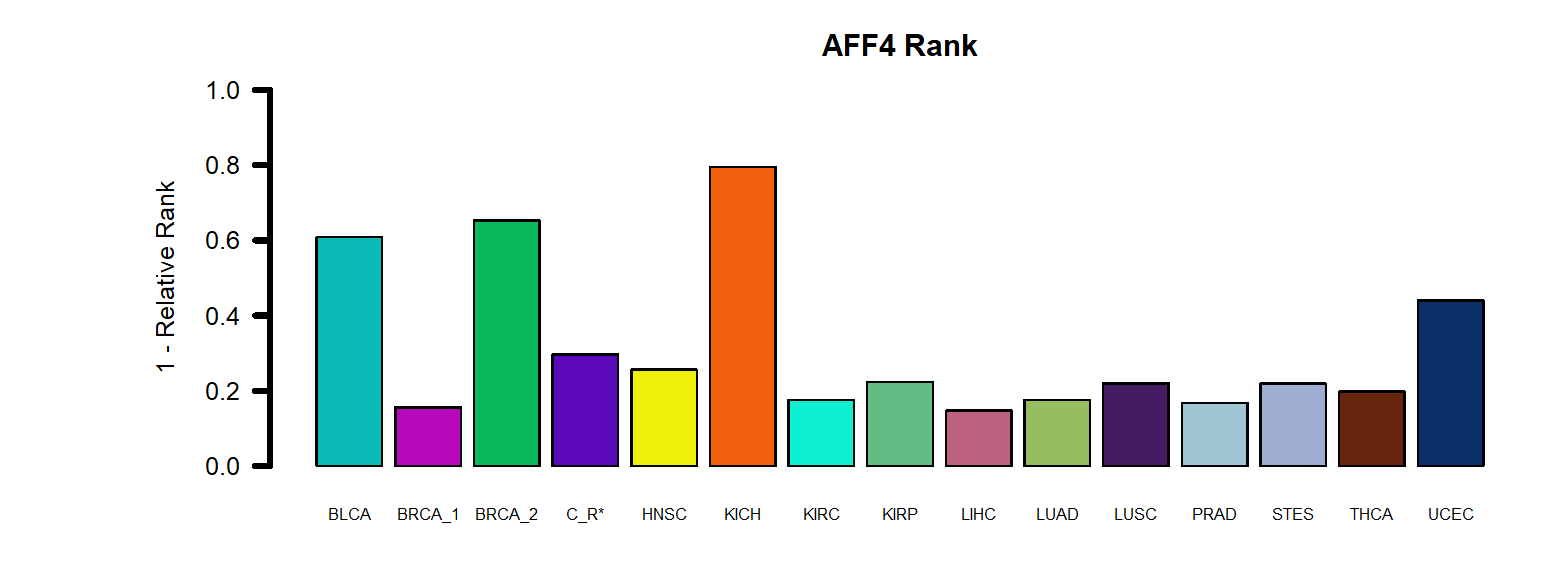 AFF4 Rank
1 - Relative Rank
1.0
0.8
0.6
0.4
0.2
0.0
BLCA BRCA_1 BRCA_2 C_R* HNSC KICH KIRC KIRP LIHC LUAD LUSC PRAD STES THCA UCEC